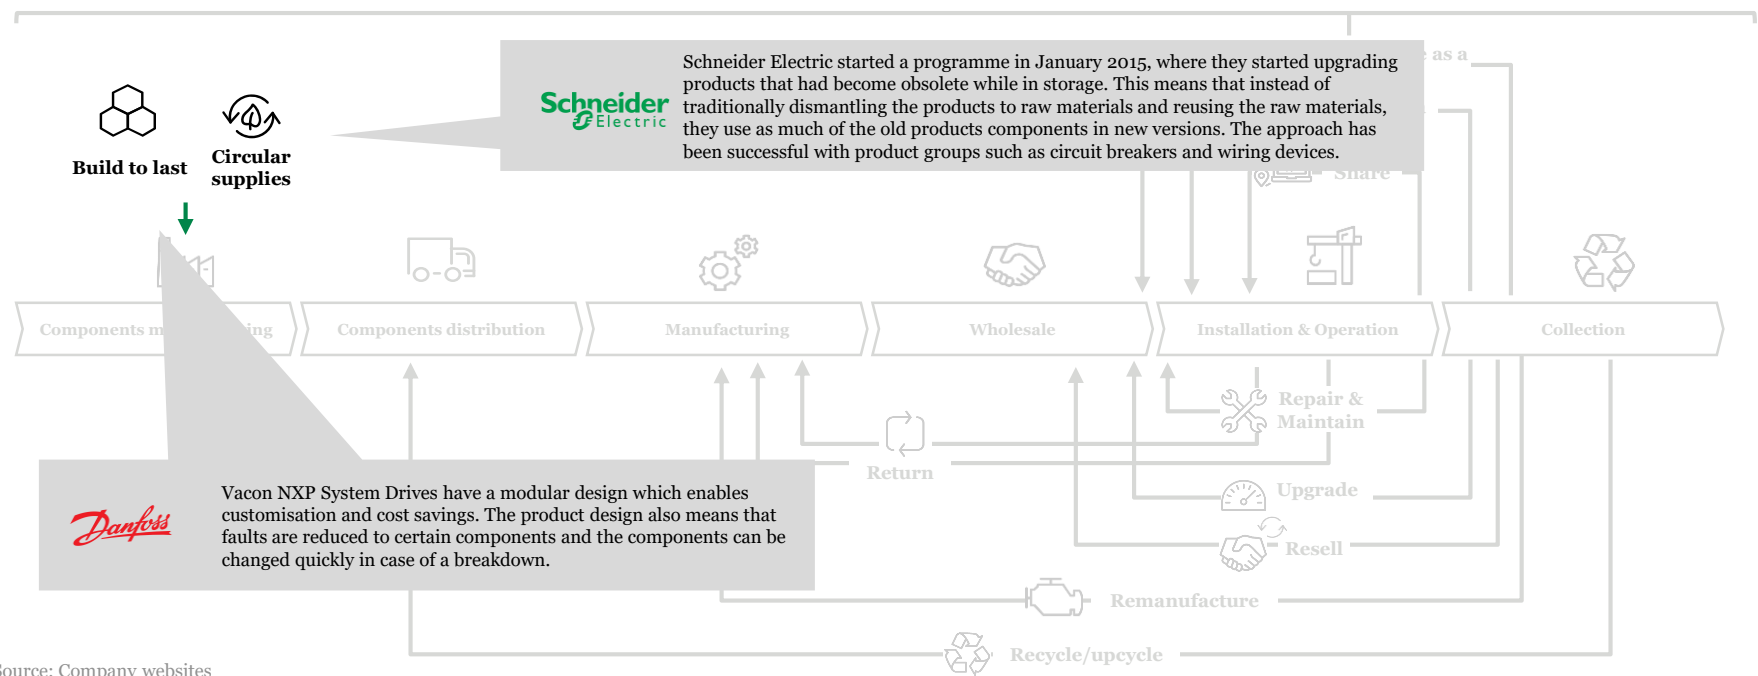 e as a
Schneider Electric started a programme in January 2015, where they started upgrading
products that had become obsolete while in storage. This means that instead of
traditionally dismantling the products to raw materials and reusing the raw materials,
they use as much of the old products components in new versions. The approach has
been successful with product groups such as circuit breakers and wiring devices.
Schneider
Electric
Build to last
Circular
supplies
Share
Components m
ing
Components distribution
Manufacturing
Wholesale
Installation & Operation
Collection
Repair &
Maintain
Return
Upgrade
Resell
Remanufacture
Recycle/upcycle
Danfoss
Vacon NXP System Drives have a modular design which enables
customisation and cost savings. The product design also means that
faults are reduced to certain components and the components can be
changed quickly in case of a breakdown.
Source: Company websites